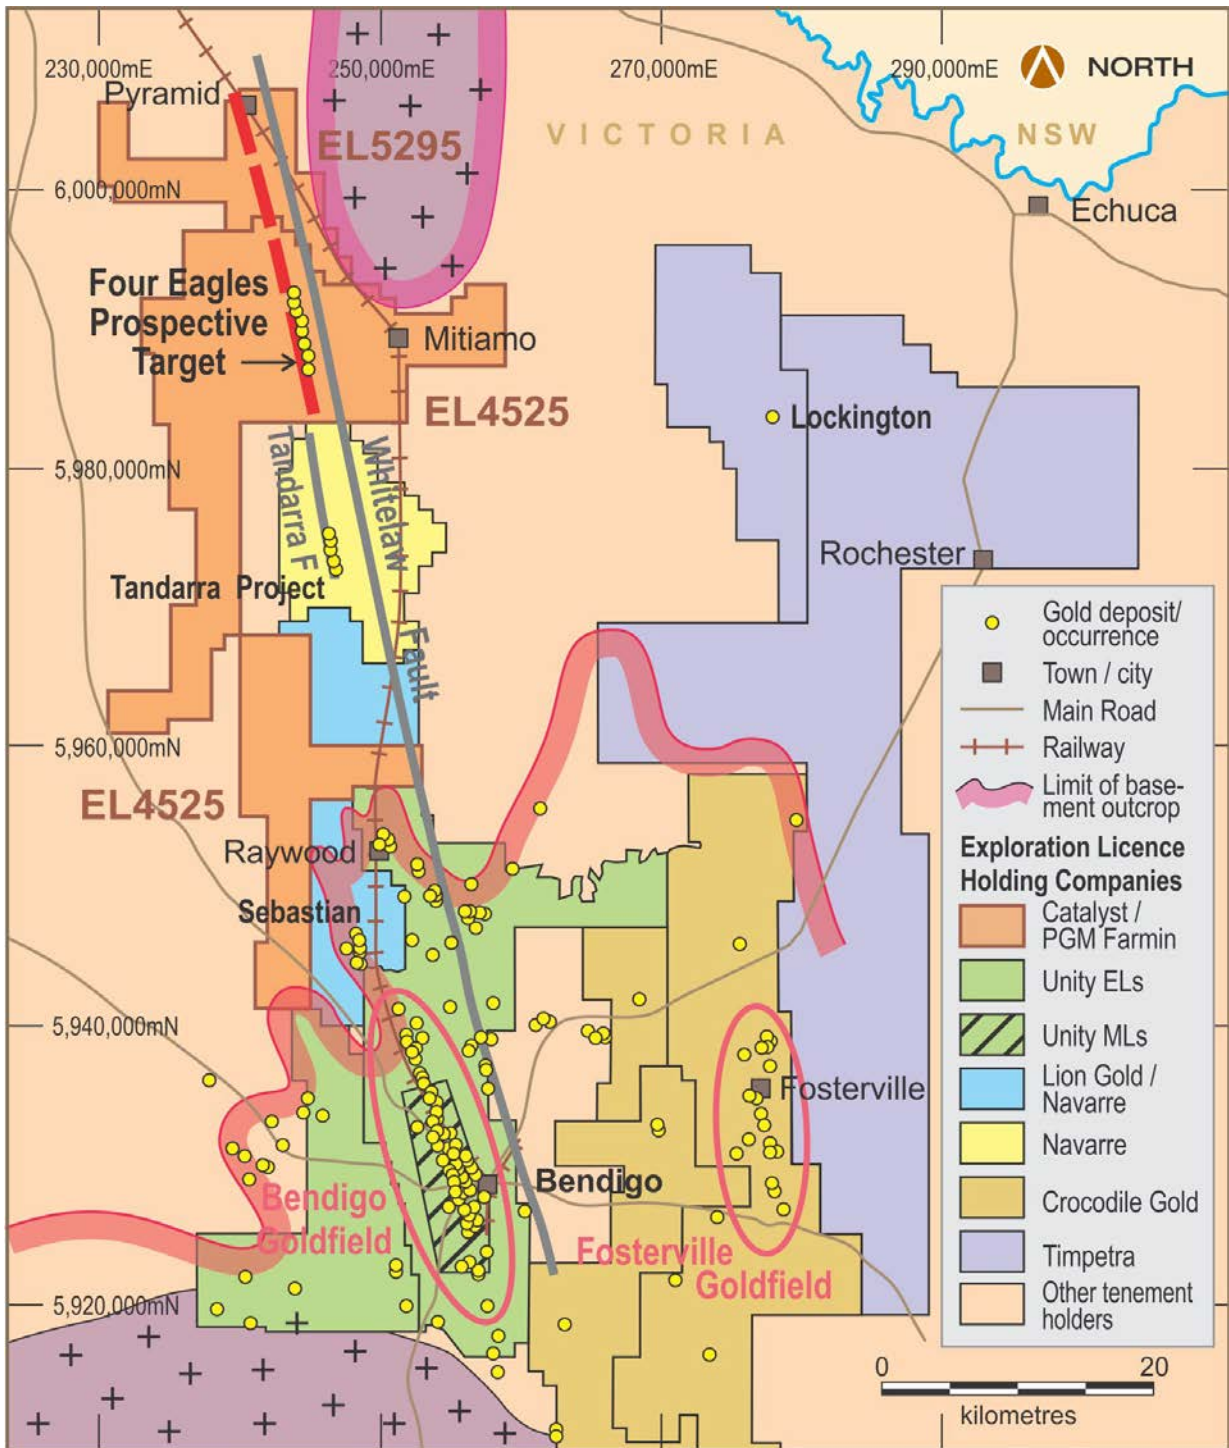 230,000mE
250,000mE
270,000mE
290,000mE
NORTH
Pyramid
EL5295
VICTORIA
NSW
6,000,000mN
Echuca
Four Eagles
Prospective
Target
Mitiamo
EL4525
Lockington
5,980,000mN
Tandarra F
Whitelaw
Fault
Rochester
Tandarra Project
5,960,000mN
EL4525
Raywood
Sebastian
5,940,000mN
Fosterville
Bendigo
Bendigo
Goldfield
Fosterville
Goldfield
5,920,000mN
Gold deposit/
occurrence
Town / city
Main Road
Railway
Limit of base-
ment outcrop
Exploration Licence
Holding Companies
Catalyst /
PGM Farmin
Unity ELs
Unity MLs
Lion Gold /
Navarre
Navarre
Crocodile Gold
Timpetra
Other tenement
holders
0 20
kilometres